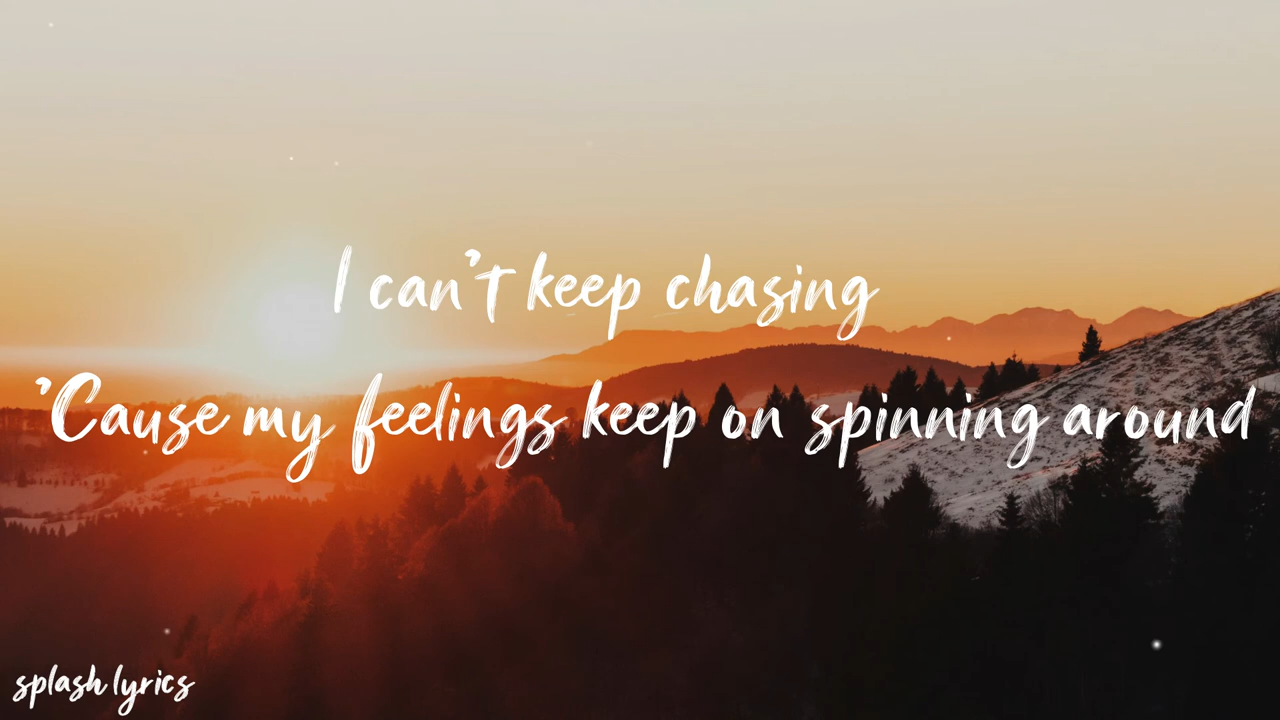 I can't keep chasing
'Cause my feelings keep on spinning around
splash lyrics